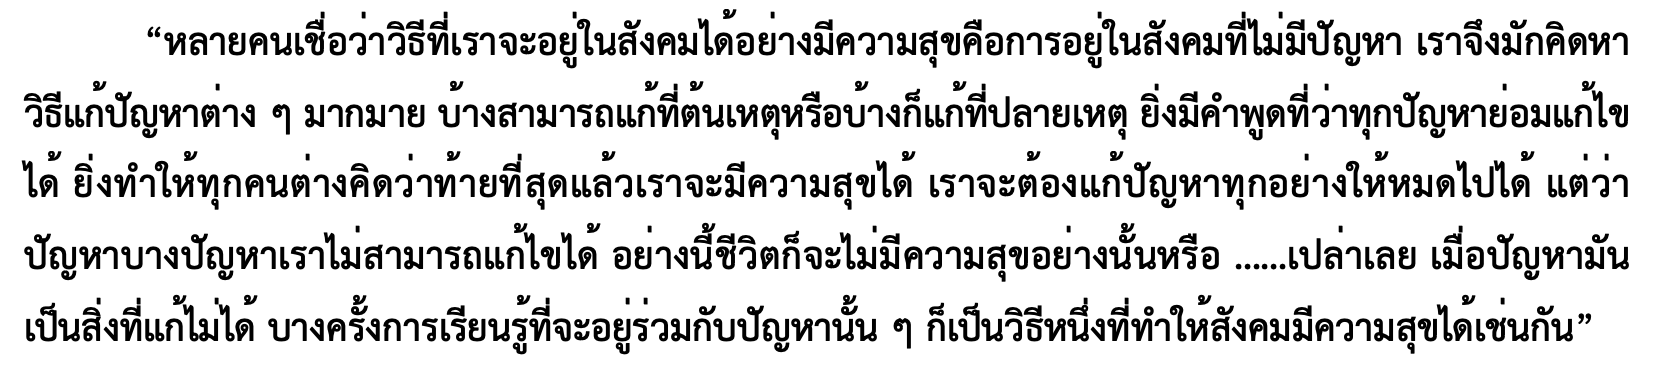 “หลายคนเชื่อว่าวิธีที่เราจะอยู่ในสังคมได้อย่างมีความสุขคือการอยู่ในสังคมที่ไม่มีปัญหา เราจึงมักคิดหา
วิธีแก้ปัญหาต่าง ๆ มากมาย บ้างสามารถแก้ที่ต้นเหตุหรือบ้างก็แก้ที่ปลายเหตุ ยิ่งมีคำพูดที่ว่าทุกปัญหาย่อมแก้ไข
ได้ ยิ่งทำให้ทุกคนต่างคิดว่าท้ายที่สุดแล้วเราจะมีความสุขได้ เราจะต้องแก้ปัญหาทุกอย่างให้หมดไปได้ แต่ว่า
ปัญหาบางปัญหาเราไม่สามารถแก้ไขได้ อย่างนี้ชีวิตก็จะไม่มีความสุขอย่างนั้นหรือ ......เปล่าเลย เมื่อปัญหามัน
เป็นสิ่งที่แก้ไม่ได้ บางครั้งการเรียนรู้ที่จะอยู่ร่วมกับปัญหานั้น ๆ ก็เป็นวิธีหนึ่งที่ทำให้สังคมมีความสุขได้เช่นกัน”